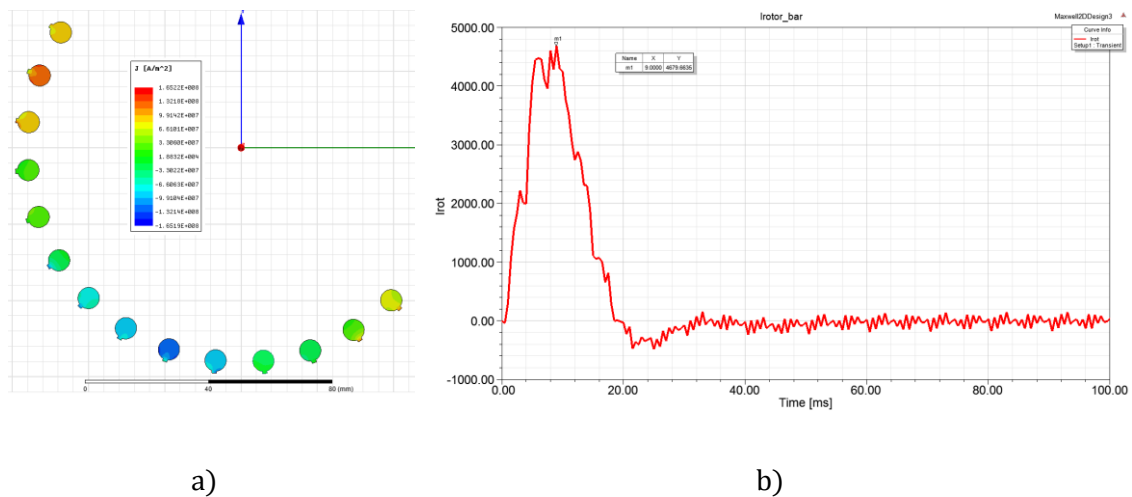 J [A/m^2]
1.6522E+008
1.3218E+008
9.9142E+007
6.6101E+007
3.3060E+007
1.8832E+004
-3.3022E+007
-6.6063E+007
-9.9104E+007
-1.3214E+008
-1.6519E+008
0 40 80 (mm)
Irotor_bar
Maxwell2DDesign3
Curve Info
Irot
Setup1 : Transient
m1
Name X Y
m1 9.0000 4679.6635
Irot
5000.00
4000.00
3000.00
2000.00
1000.00
0.00
-1000.00
0.00 20.00 40.00 60.00 80.00 100.00
Time [ms]
a) b)